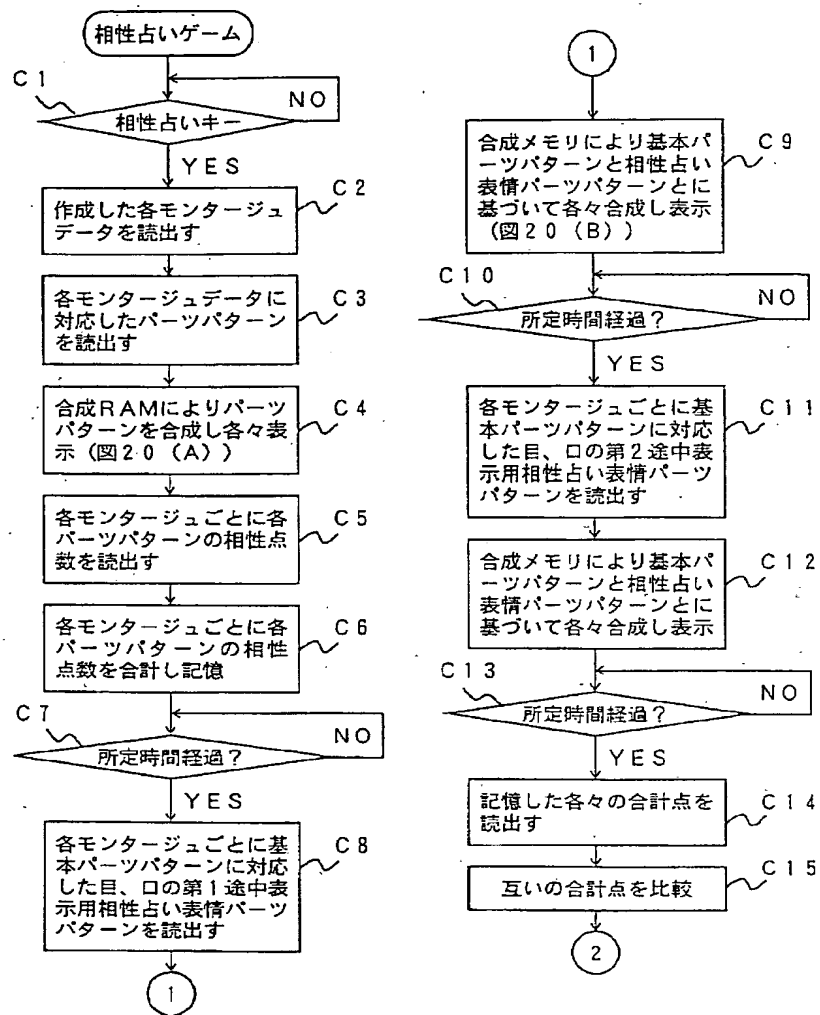 相性占いゲーム
C1
相性占いキー
NO
YES
C2
作成した各モンタージュ
データを読出す
C3
各モンタージュデータに
対応したパーツパターン
を読出す
C4
合成RAMによりパーツ
パターンを合成し各々表
示(図20(A))
C5
各モンタージュごとに各
パーツパターンの相性点
数を読出す
C6
各モンタージュごとに各
パーツパターンの相性
点数を合計し記憶
C7
所定時間経過?
NO
YES
C8
各モンタージュごとに基
本パーツパターンに対応
した目、口の第1途中表
示用相性占い表情パーツ
パターンを読出す
1
1
C9
合成メモリにより基本パ
ーツパターンと相性占い
表情パーツパターンとに
基づいて各々合成し表示
(図20(B))
C10
所定時間経過?
NO
YES
C11
各モンタージュごとに基
本パーツパターンに対応
した目、口の第2途中表
示用相性占い表情パーツ
パターンを読出す
C12
合成メモリにより基本パ
ーツパターンと相性占い
表情パーツパターンとに
基づいて各々合成し表示
C13
所定時間経過?
NO
YES
C14
記憶した各々の合計点を
読出す
C15
互いの合計点を比較
2